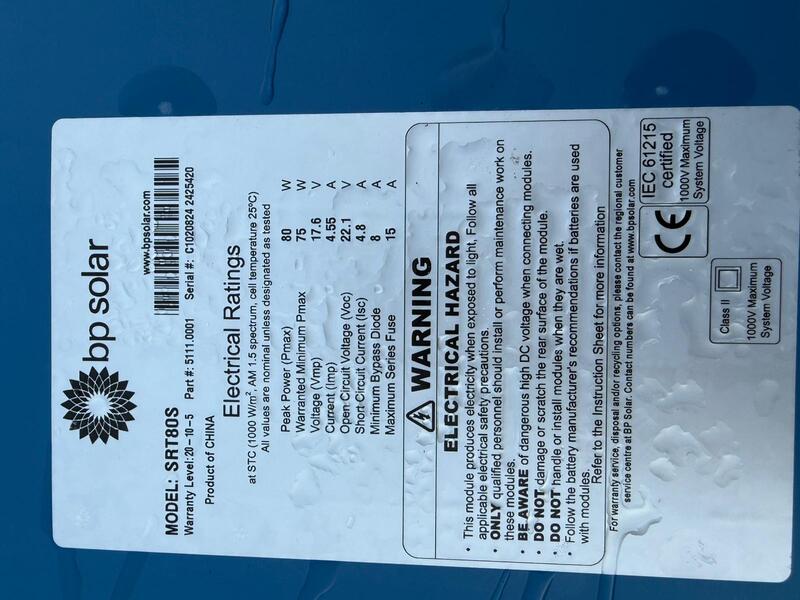 bp solar
www.bpsolar.com
MODEL: SRT80S
Warranty Level: 20-10-5 Part #: 5111.0001 Serial #: C1020824 2425420
Product of CHINA
Electrical Ratings
at STC (1000 W/m², AM 1.5 spectrum, cell temperature 25°C)
All values are nominal unless designated as tested
Peak Power (Pmax) 80 W
Warranted Minimum Pmax 75 W
Voltage (Vmp) 17.6 V
Current (Imp) 4.55 A
Open Circuit Voltage (Voc) 22.1 V
Short Circuit Current (Isc) 4.8 A
Minimum Bypass Diode 8 A
Maximum Series Fuse 15 A
WARNING
ELECTRICAL HAZARD
• This module produces electricity when exposed to light, Follow all
applicable electrical safety precautions.
• ONLY qualified personnel should install or perform maintenance work on
these modules.
• BE AWARE of dangerous high DC voltage when connecting modules.
• DO NOT damage or scratch the rear surface of the module.
• DO NOT handle or install modules when they are wet.
• Follow the battery manufacturer's recommendations if batteries are used
with modules.
Refer to the Instruction Sheet for more information
For warranty service, disposal and/or recycling options, please contact the regional customer
service centre at BP Solar. Contact numbers can be found at www.bpsolar.com
CE
IEC 61215
certified
1000V Maximum
System Voltage
Class II
1000V Maximum
System Voltage